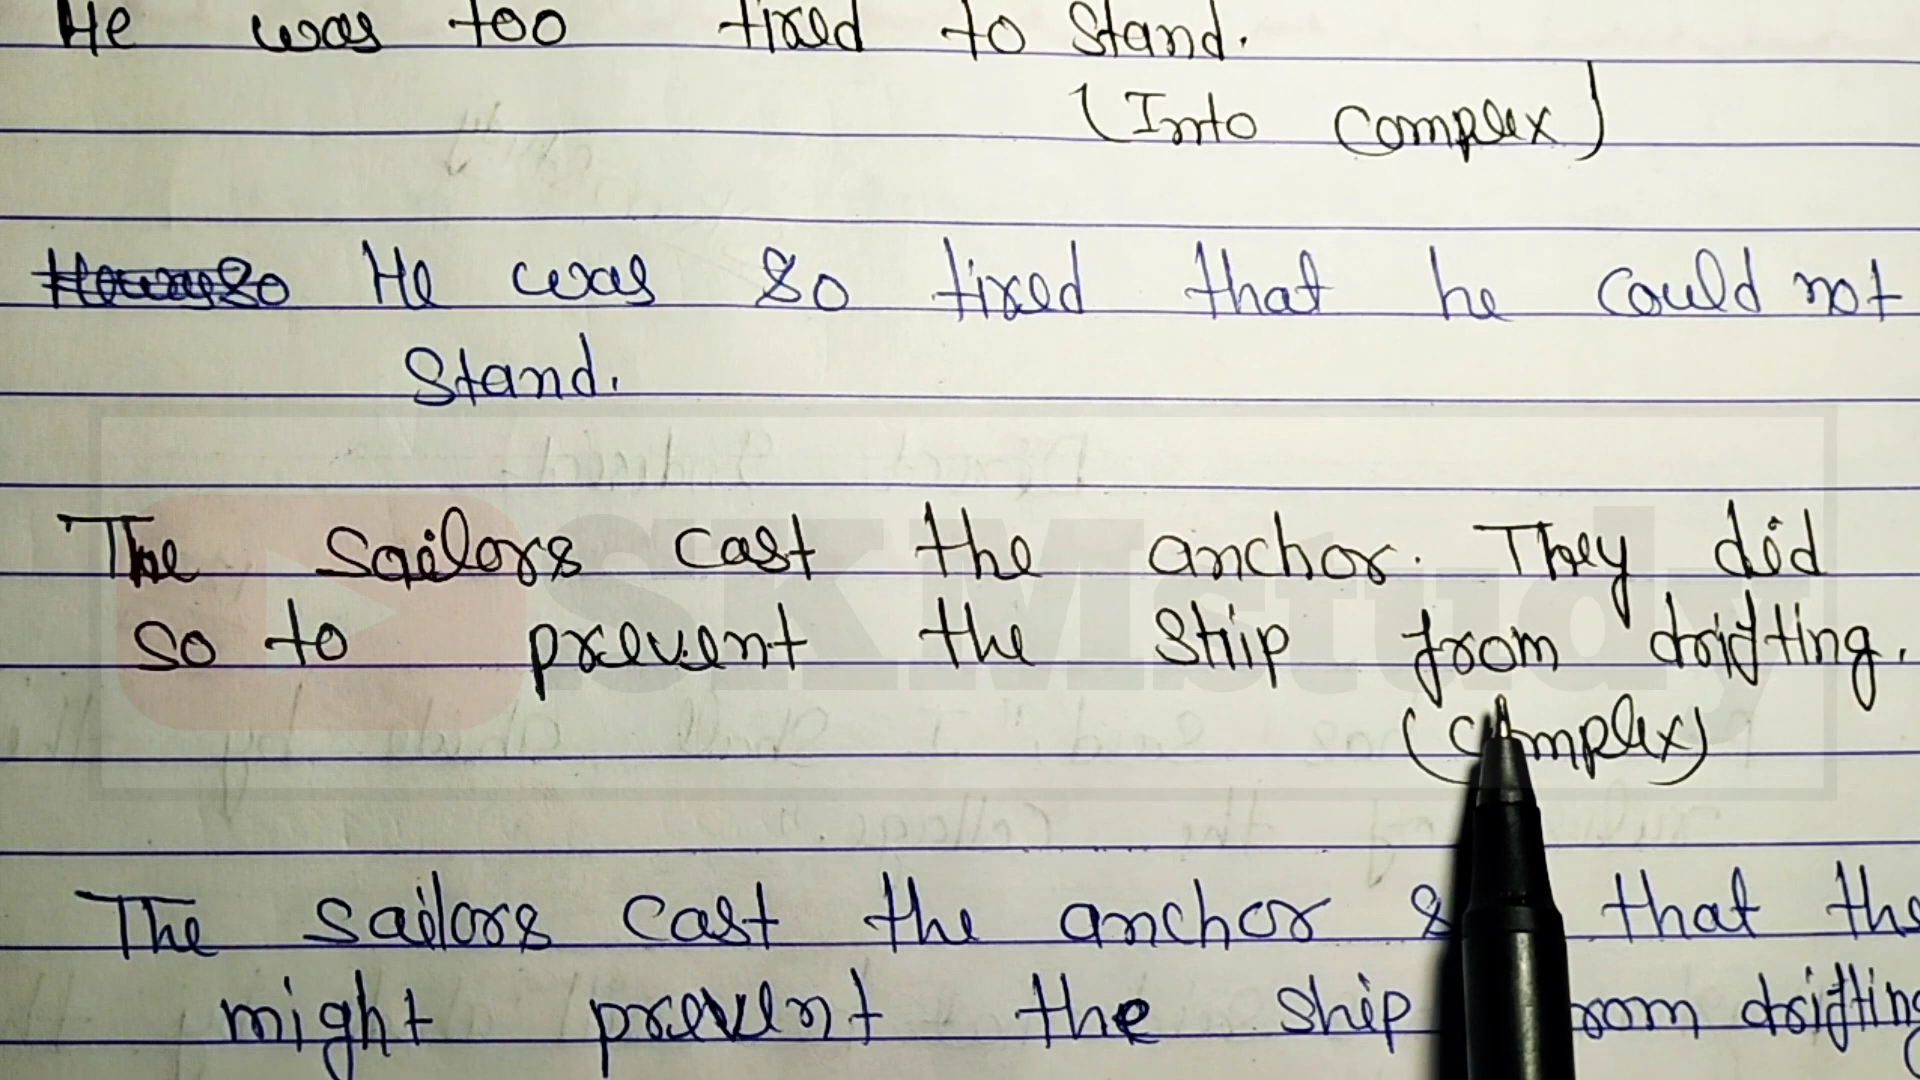 He was too tired to Stand.
(Into Complex)
He was so tired that he could not
Stand.
The sailors cast the anchor. They did
so to prevent the Ship from drifting.
(Complex)
SKMstudy
The sailors cast the anchor that
might prevent the ship drifting